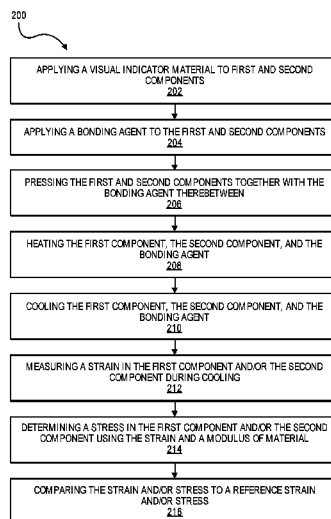 200
APPLYING A VISUAL INDICATOR MATERIAL TO FIRST AND SECOND
COMPONENTS
202
APPLYING A BONDING AGENT TO THE FIRST AND SECOND COMPONENTS
204
PRESSING THE FIRST AND SECOND COMPONENTS TOGETHER WITH THE
BONDING AGENT THEREBETWEEN
206
HEATING THE FIRST COMPONENT, THE SECOND COMPONENT, AND THE
BONDING AGENT
208
COOLING THE FIRST COMPONENT, THE SECOND COMPONENT, AND THE
BONDING AGENT
210
MEASURING A STRAIN IN THE FIRST COMPONENT AND/OR THE SECOND
COMPONENT DURING COOLING
212
DETERMINING A STRESS IN THE FIRST COMPONENT AND/OR THE SECOND
COMPONENT USING THE STRAIN AND A MODULUS OF MATERIAL
214
COMPARING THE STRAIN AND/OR STRESS TO A REFERENCE STRAIN
AND/OR STRESS
216